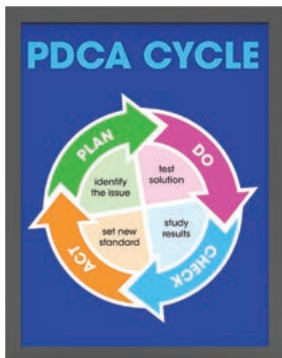 PDCA CYCLE
PLAN
DO
identify
the issue
test
solution
set new
standard
study
results
ACT
CHECK